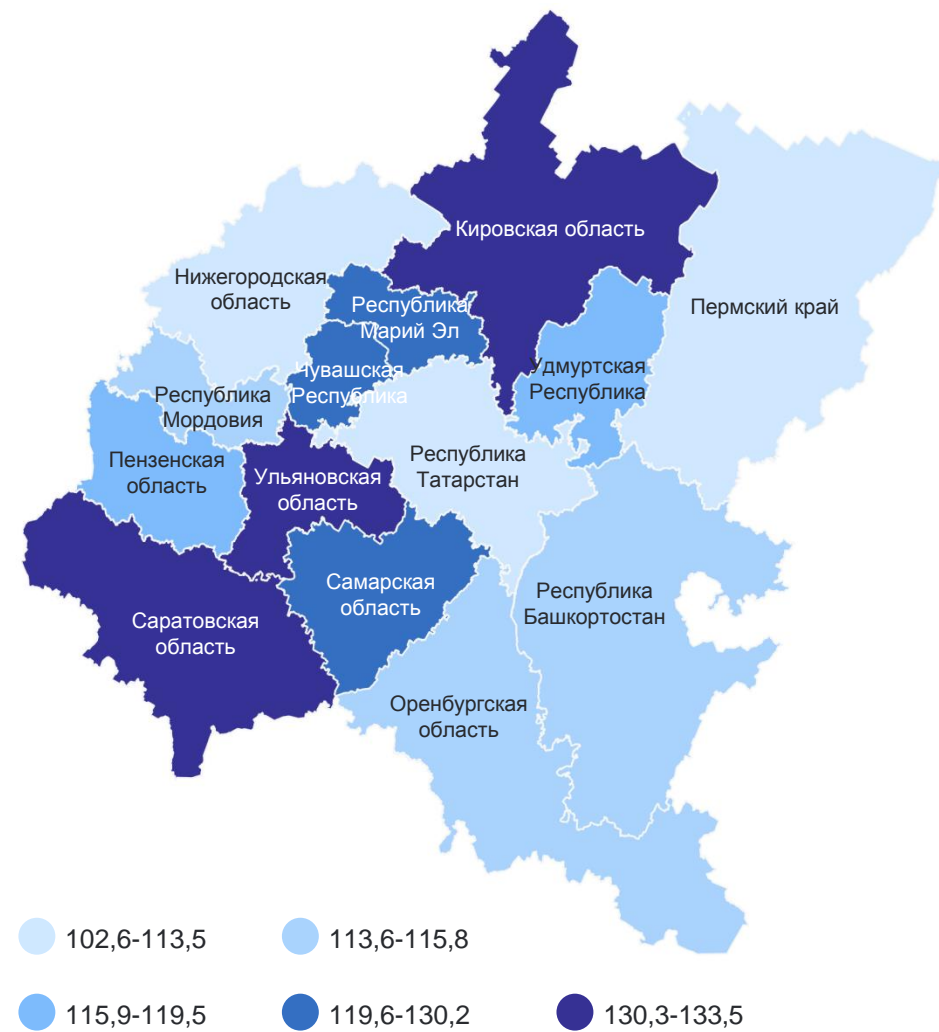 Кировская область
Нижегородская
область
Республика
Марий Эл
Пермский край
Чувашская
Республика
Удмуртская
Республика
Республика
Мордовия
Республика
Татарстан
Пензенская
область
Ульяновская
область
Самарская
область
Республика
Башкортостан
Саратовская
область
Оренбургская
область
102,6-113,5
113,6-115,8
115,9-119,5
119,6-130,2
130,3-133,5